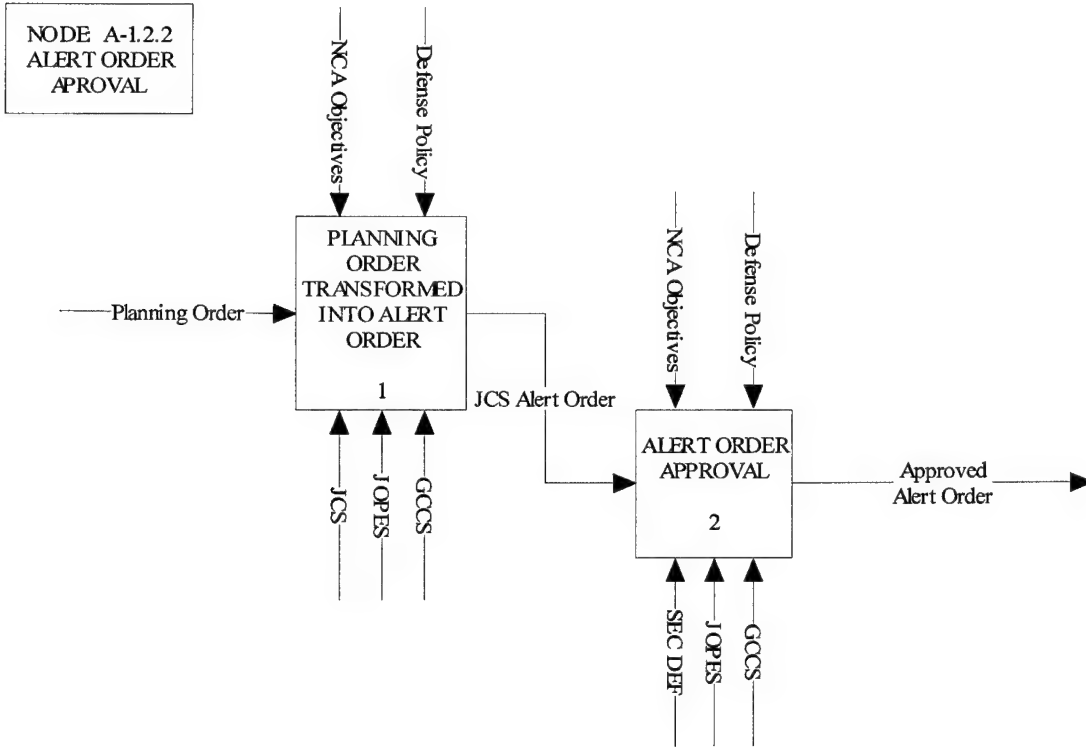 NODE A-1.2.2
ALERT ORDER
APROVAL
NCA Objectives
Defense Policy
PLANNING
ORDER
TRANSFORMED
INTO ALERT
ORDER
1
Planning Order
JCS
JOPES
GCCS
JCS Alert Order
NCA Objectives
Defense Policy
ALERT ORDER
APPROVAL
2
SEC DEF
JOPES
GCCS
Approved
Alert Order